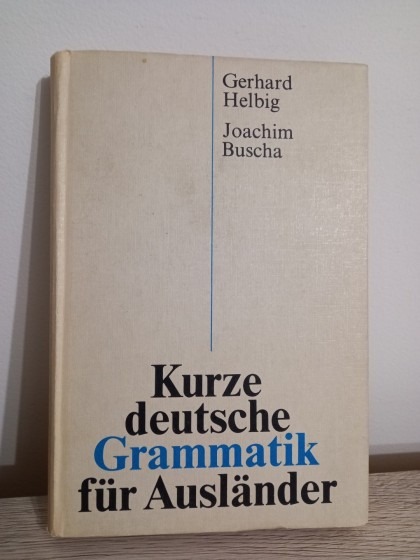 Gerhard
Helbig
Joachim
Buscha
Kurze
deutsche
Grammatik
für Ausländer